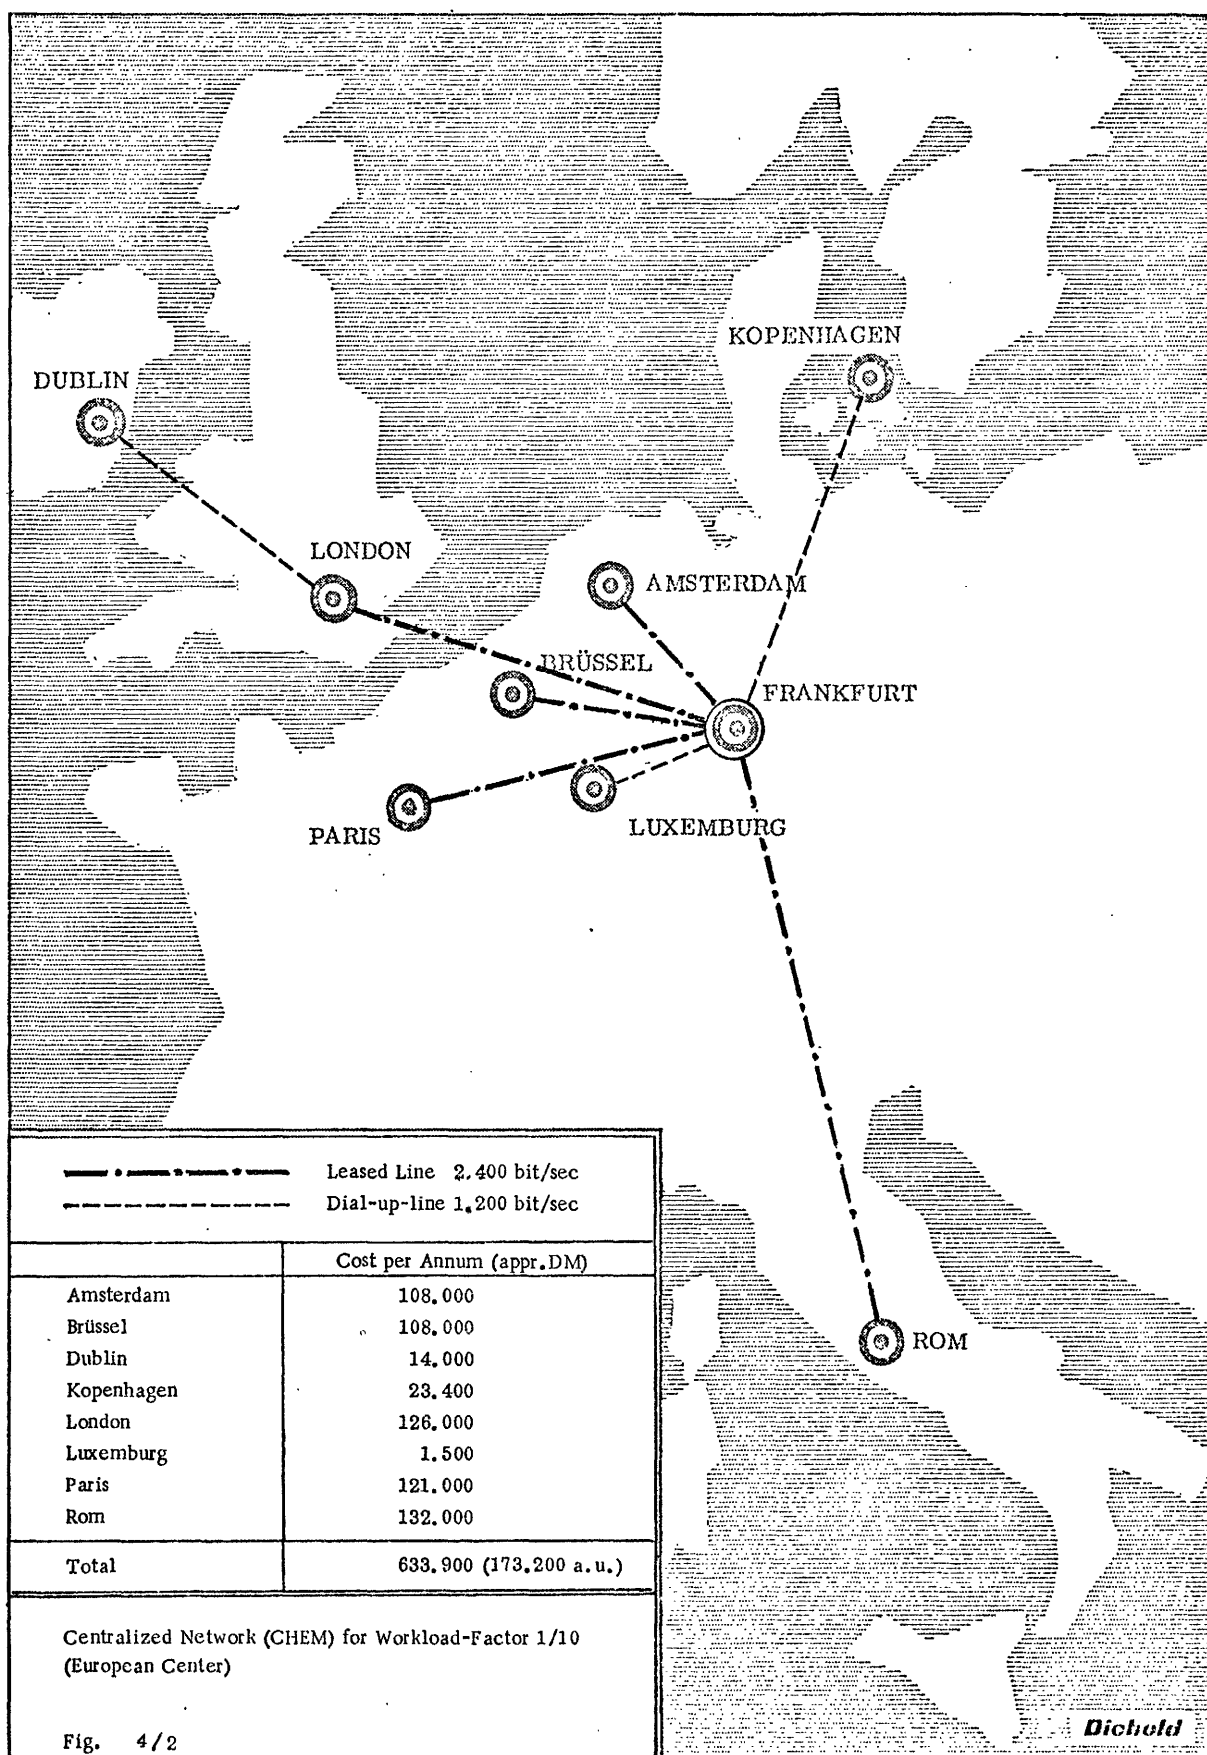 KOPENHAGEN
DUBLIN
LONDON
AMSTERDAM
BRÜSSEL
FRANKFURT
PARIS
LUXEMBURG
ROM
Leased Line 2.400 bit/sec
Dial-up-line 1.200 bit/sec
Cost per Annum (appr.DM)
Amsterdam 108.000
Brüssel 108.000
Dublin 14.000
Kopenhagen 23.400
London 126.000
Luxemburg 1.500
Paris 121.000
Rom 132.000
Total 633.900 (173.200 a.u.)
Centralized Network (CHEM) for Workload-Factor 1/10
(European Center)
Fig. 4/2
Diebold